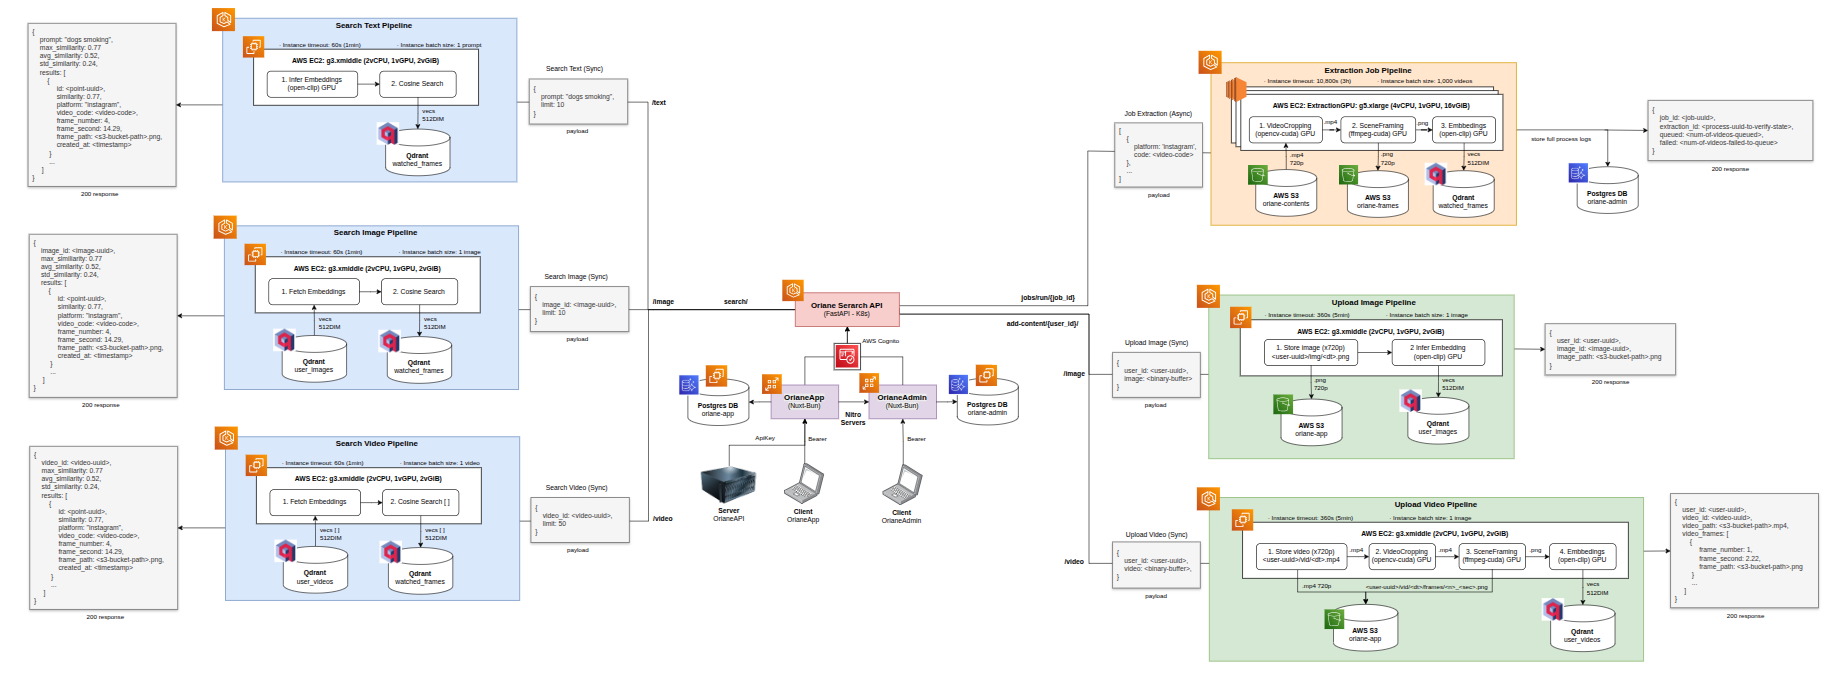 Search Text Pipeline
- Instance timeout: 60s (1min)
- Instance batch size: 1 prompt
AWS EC2: g3.xmiddle (2vCPU, 1vGPU, 2vGiB)
1. Infer Embeddings
(open-clip) GPU
2. Cosine Search
vecs
512DIM
Qdrant
watched_frames
{
prompt: "dogs smoking",
max_similarity: 0.77
avg_similarity: 0.52,
std_similarity: 0.24,
results: [
{
id: <point-uuid>,
similarity: 0.77,
platform: "instagram",
video_code: <video-code>,
frame_number: 4,
frame_second: 14.29,
frame_path: <s3-bucket-path>.png,
created_at: <timestamp>
}
...
]
}
200 response
Search Text (Sync)
{
prompt: "dogs smoking",
limit: 10
}
payload
/text
Search Image Pipeline
- Instance timeout: 60s (1min)
- Instance batch size: 1 image
AWS EC2: g3.xmiddle (2vCPU, 1vGPU, 2vGiB)
1. Fetch Embeddings
2. Cosine Search
vecs
512DIM
vecs
512DIM
Qdrant
user_images
Qdrant
watched_frames
{
image_id: <image-uuid>,
max_similiarity: 0.77
avg_similarity: 0.52,
std_similarity: 0.24,
results: [
{
id: <point-uuid>,
similarity: 0.77,
platform: "instagram",
video_code: <video-code>,
frame_number: 4,
frame_second: 14.29,
frame_path: <s3-bucket-path>.png,
created_at: <timestamp>
}
...
]
}
200 response
Search Image (Sync)
{
image_id: <image-uuid>,
limit: 10
}
payload
/image
search/
Search Video Pipeline
- Instance timeout: 60s (1min)
- Instance batch size: 1 video
AWS EC2: g3.xmiddle (2vCPU, 1vGPU, 2vGiB)
1. Fetch Embeddings
2. Cosine Search [ ]
vecs [ ]
512DIM
vecs [ ]
512DIM
Qdrant
user_videos
Qdrant
watched_frames
{
video_id: <video-uuid>,
max_similarity: 0.77
avg_similarity: 0.52,
std_similarity: 0.24,
results: [
{
id: <point-uuid>,
similarity: 0.77,
platform: "instagram",
video_code: <video-code>,
frame_number: 4,
frame_second: 14.29,
frame_path: <s3-bucket-path>.png,
created_at: <timestamp>
}
...
]
}
200 response
Search Video (Sync)
{
video_id: <video-uuid>,
limit: 50
}
payload
/video
Oriane Serarch API
(FastAPI - K8s)
AWS Cognito
OrianeApp
(Nuxt-Bun)
OrianeAdmin
(Nuxt-Bun)
Nitro
Servers
Postgres DB
oriane-app
Postgres DB
oriane-admin
ApiKey
Bearer
Bearer
Server
OrianeAPI
Client
OrianeApp
Client
OrianeAdmin
jobs/run/{job_id}
add-content/{user_id}/
/image
/video
Job Extraction (Async)
[
{
platform: 'instagram',
code: <video-code>
},
...
]
payload
Extraction Job Pipeline
- Instance timeout: 10,800s (3h)
- Instance batch size: 1,000 videos
AWS EC2: ExtractionGPU: g5.xlarge (4vCPU, 1vGPU, 16vGiB)
1. VideoCropping
(opencv-cuda) GPU
.mp4
2. SceneFraming
(ffmpeg-cuda) GPU
.png
3. Embeddings
(open-clip) GPU
.mp4
720p
.png
720p
vecs
512DIM
AWS S3
oriane-contents
AWS S3
oriane-frames
Qdrant
watched_frames
store full process logs
Postgres DB
oriane-admin
{
job_id: <job-uuid>,
extraction_id: <process-uuid-to-verify-state>,
queued: <num-of-videos-queued>,
failed: <num-of-videos-failed-to-queue>
}
200 response
Upload Image (Sync)
{
user_id: <user-uuid>,
image: <binary-buffer>
}
payload
Upload Image Pipeline
- Instance timeout: 360s (5min)
- Instance batch size: 1 image
AWS EC2: g3.xmiddle (2vCPU, 1vGPU, 2vGiB)
1. Store image (x720p)
<user-uuid>/img/<dt>.png
2 Infer Embedding
(open-clip) GPU
.png
720p
vecs
512DIM
AWS S3
oriane-app
Qdrant
user_images
{
user_id: <user-uuid>,
image_id: <image-uuid>,
image_path: <s3-bucket-path>.png
}
200 response
Upload Video (Sync)
{
user_id: <user-uuid>,
video: <binary-buffer>,
}
payload
Upload Video Pipeline
- Instance timeout: 360s (5min)
- Instance batch size: 1 image
AWS EC2: g3.xmiddle (2vCPU, 1vGPU, 2vGiB)
1. Store video (x720p)
<user-uuid>/vid/<dt>.mp4
.mp4
2. VideoCropping
(opencv-cuda) GPU
.mp4
3. SceneFraming
(ffmpeg-cuda) GPU
.png
4. Embeddings
(open-clip) GPU
.mp4 720p
<user-uuid>/vid/<dt>/frames/<n>_<sec>.png
vecs
512DIM
AWS S3
oriane-app
Qdrant
user_videos
{
user_id: <user-uuid>,
video_id: <video-uuid>,
video_path: <s3-bucket-path>.mp4,
video_frames: [
{
frame_number: 1,
frame_second: 2.22,
frame_path: <s3-bucket-path>.png
}
...
]
}
200 response